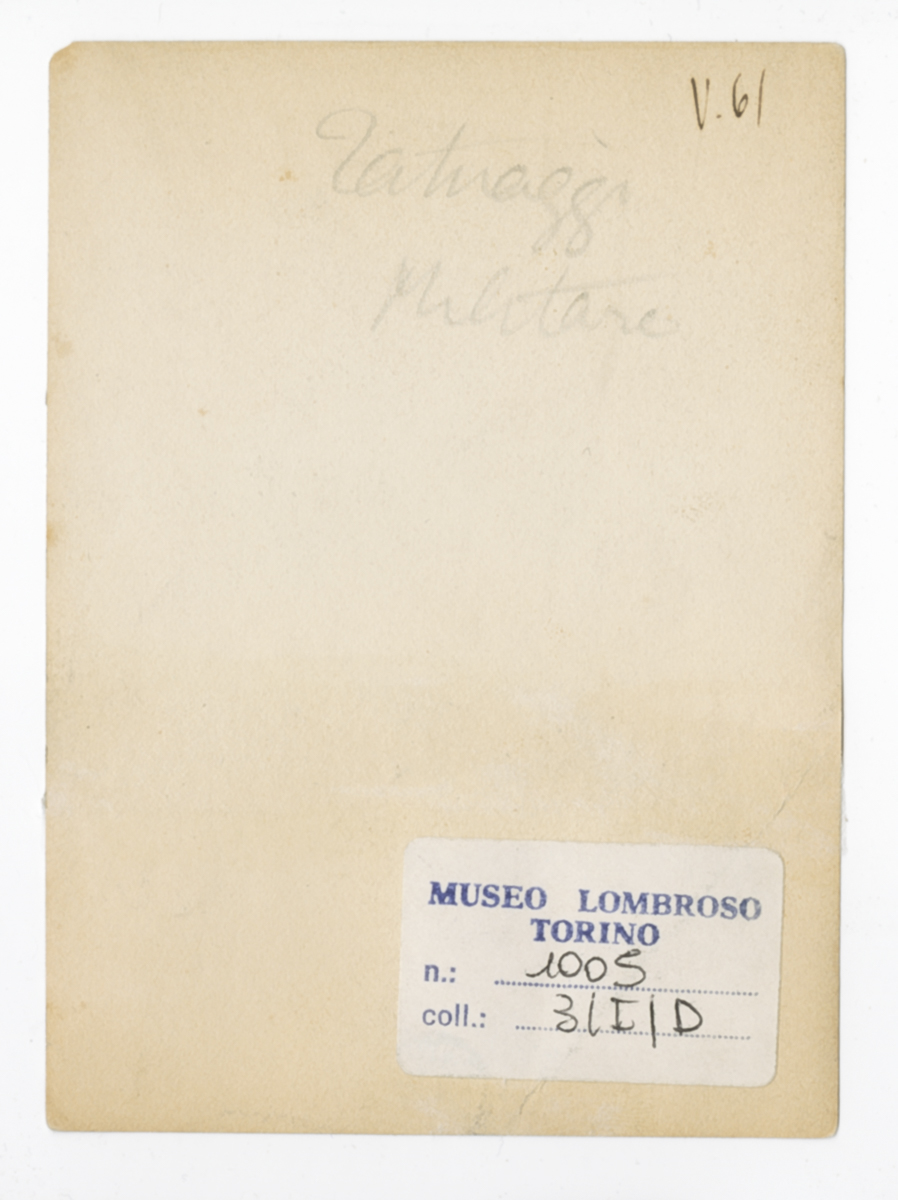 V. 61
Tatuaggi
Militare
MUSEO LOMBROSO
TORINO
n.: 1005
coll.: 3/I/D